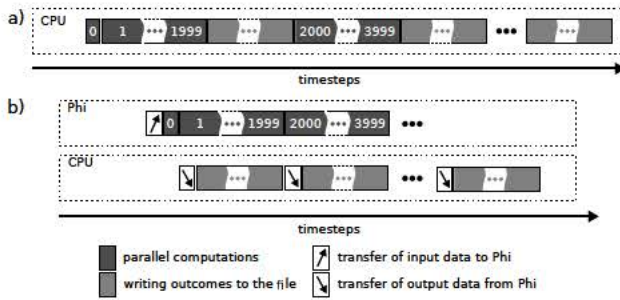 a) CPU
0 1 ••• 1999 ••• 2000 ••• 3999 ••• ••• •••
timesteps
b) Phi
0 1 ••• 1999 2000 ••• 3999 •••
CPU
••• ••• ••• •••
timesteps
parallel computations
transfer of input data to Phi
writing outcomes to the file
transfer of output data from Phi